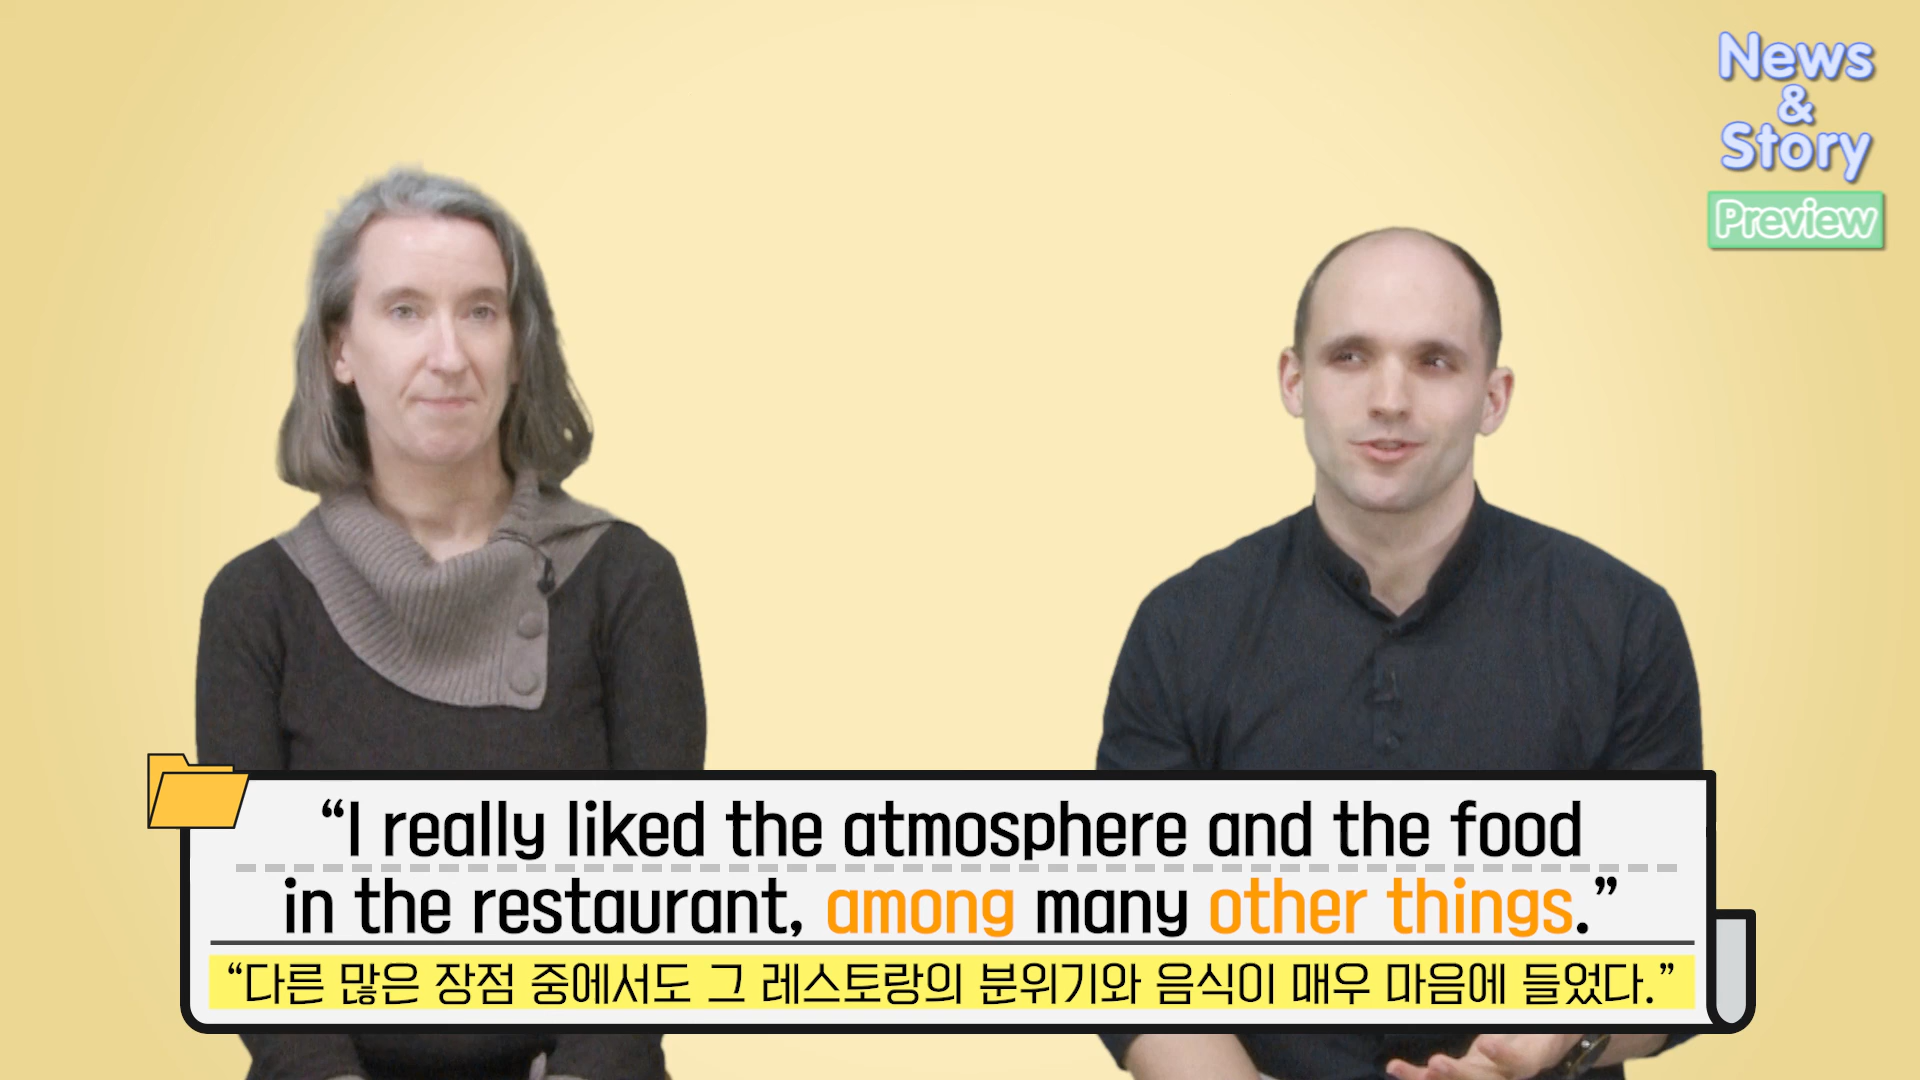 News
&
Story
Preview
“I really liked the atmosphere and the food
in the restaurant, among many other things.”
“다른 많은 장점 중에서도 그 레스토랑의 분위기와 음식이 매우 마음에 들었다.”